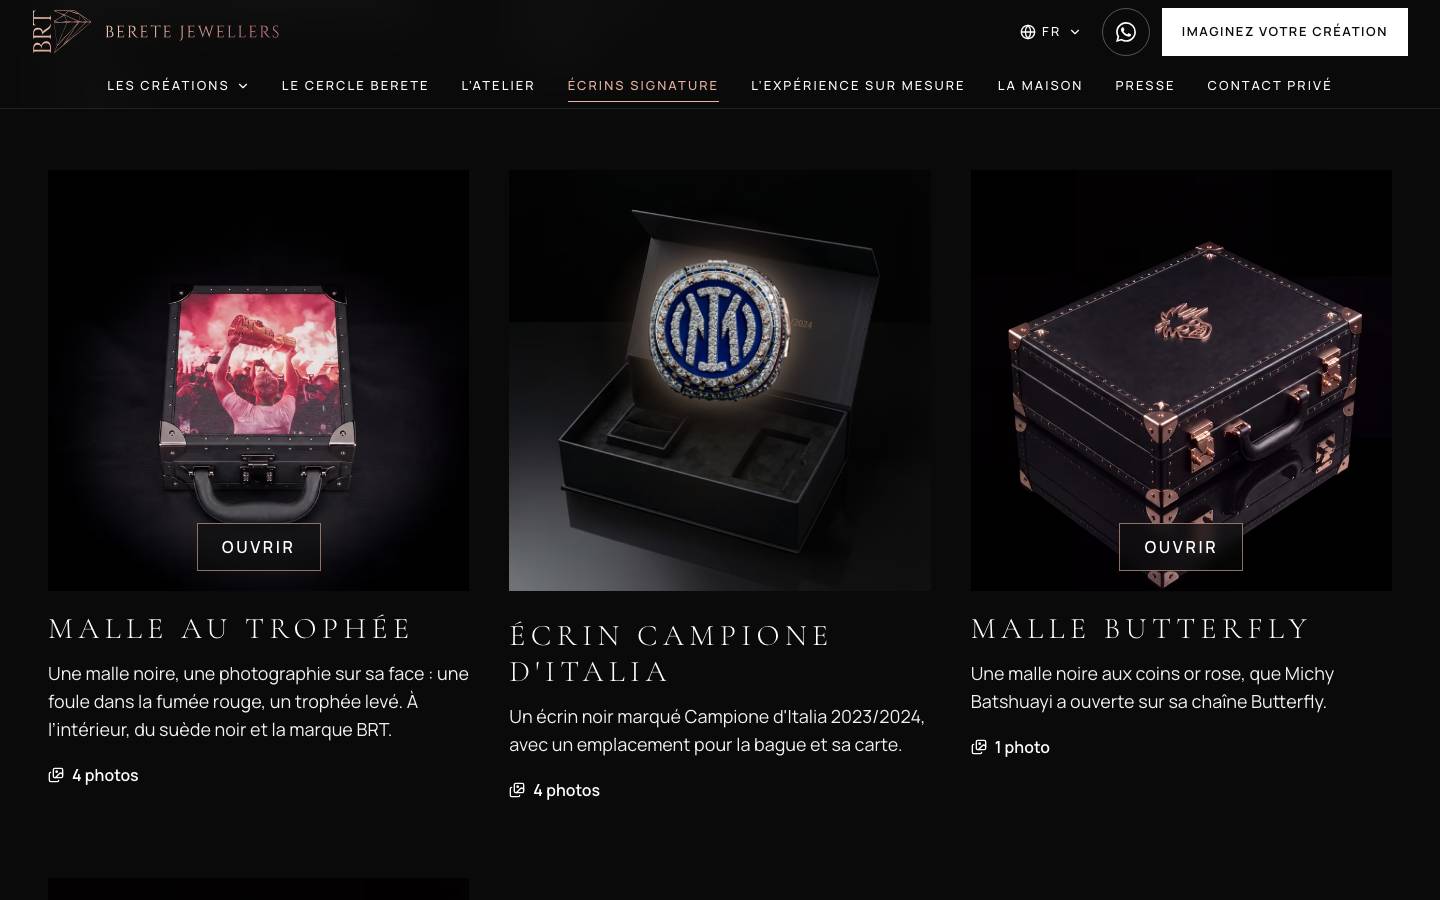 BRT
BERETE JEWELLERS
FR
IMAGINEZ VOTRE CRÉATION
LES CRÉATIONS
LE CERCLE BERETE
L'ATELIER
ÉCRINS SIGNATURE
L'EXPÉRIENCE SUR MESURE
LA MAISON
PRESSE
CONTACT PRIVÉ
OUVRIR
MALLE AU TROPHÉE
Une malle noire, une photographie sur sa face : une
foule dans la fumée rouge, un trophée levé. À
l'intérieur, du suède noir et la marque BRT.
4 photos
ÉCRIN CAMPIONE
D'ITALIA
Un écrin noir marqué Campione d'Italia 2023/2024,
avec un emplacement pour la bague et sa carte.
4 photos
OUVRIR
MALLE BUTTERFLY
Une malle noire aux coins or rose, que Michy
Batshuayi a ouverte sur sa chaîne Butterfly.
1 photo